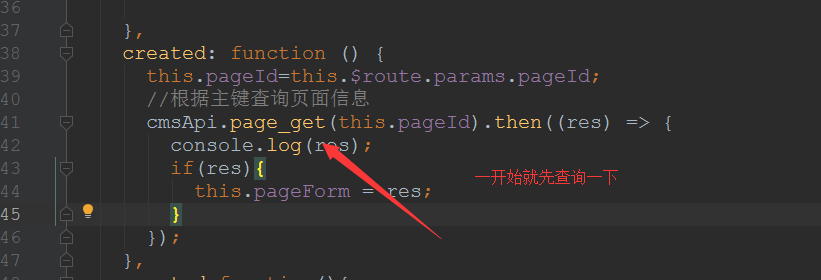 36
37 },
38 created: function () {
39 this.pageId=this.$route.params.pageId;
40 //根据主键查询页面信息
41 cmsApi.page_get(this.pageId).then((res) => {
42 console.log(res);
43 if(res){
44 this.pageForm = res;
一开始就先查询一下
45 }
46 });
47 },